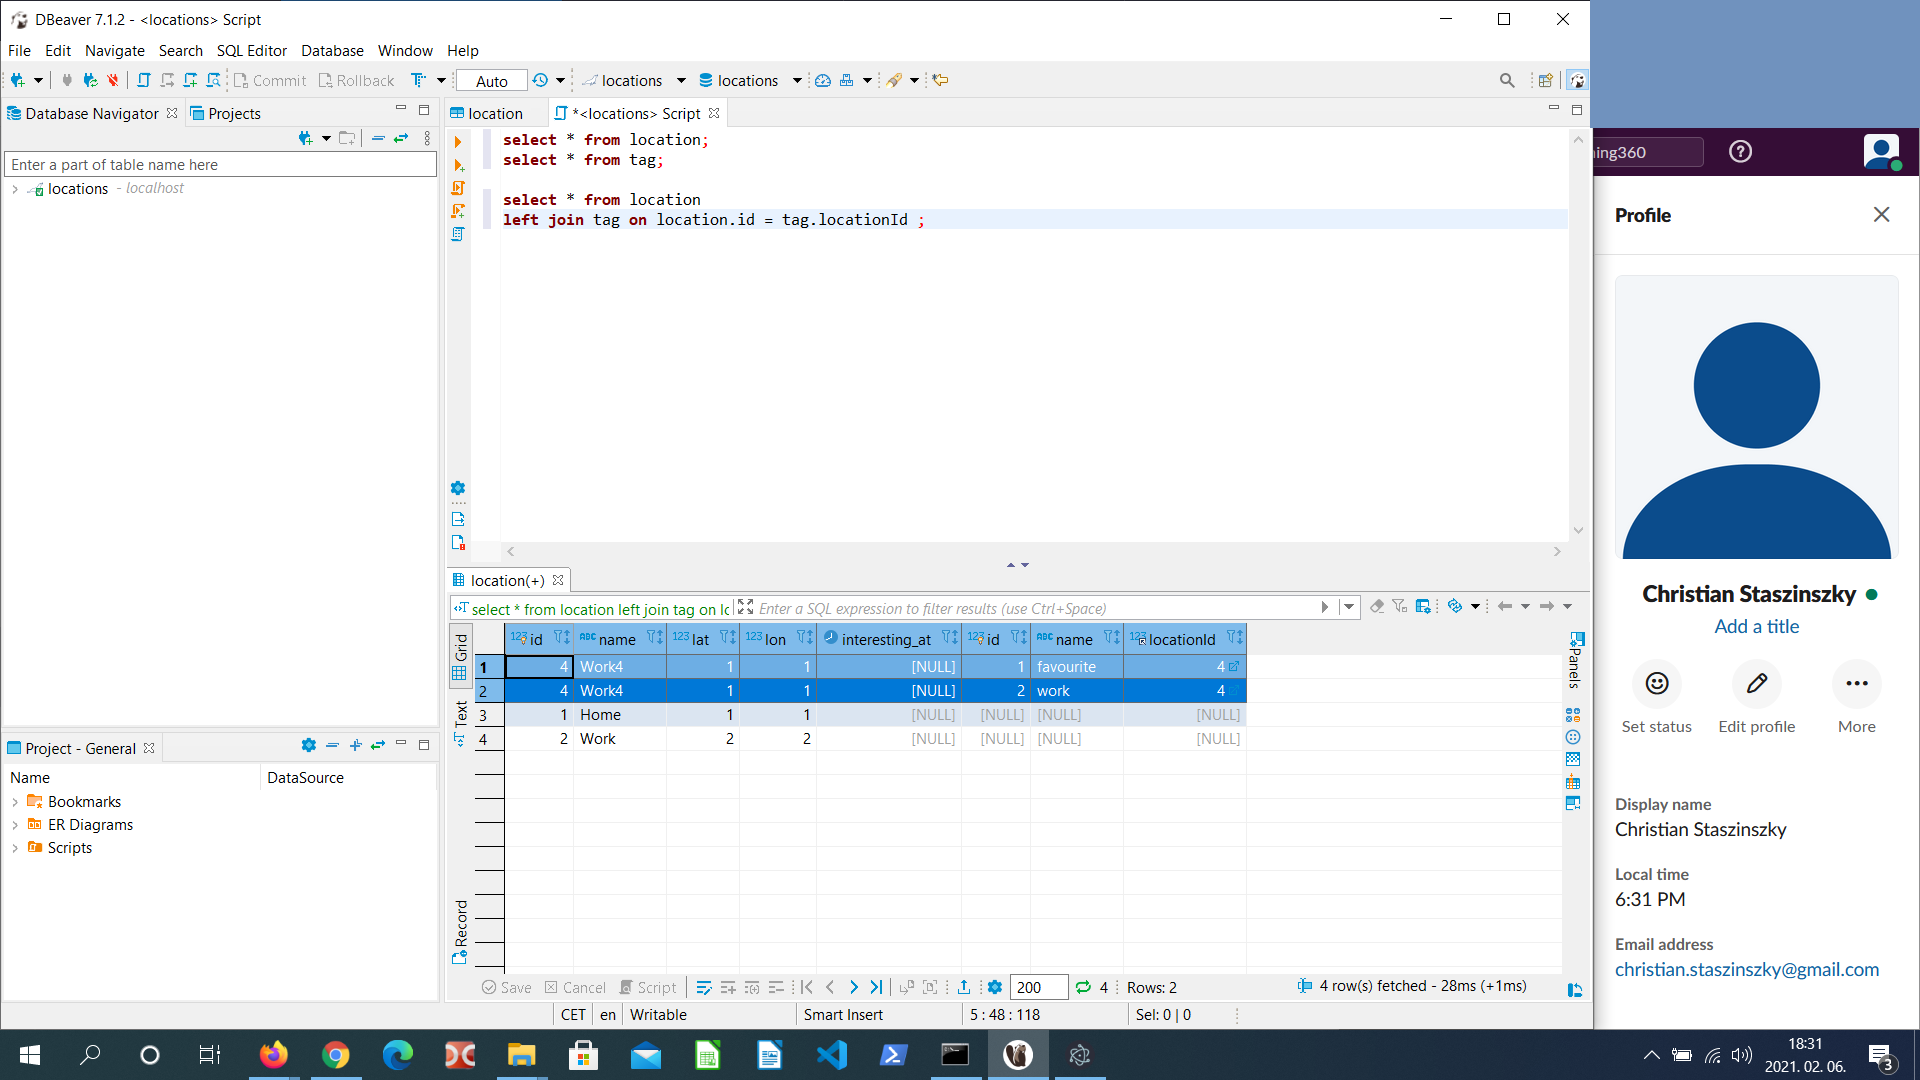 DBeaver 7.1.2 - <locations> Script
File Edit Navigate Search SQL Editor Database Window Help
Commit Rollback Auto locations locations
Database Navigator Projects
Enter a part of table name here
locations - localhost
location *<locations> Script
select * from location;
select * from tag;
select * from location
left join tag on location.id = tag.locationId ;
location(+)
select * from location left join tag on lo
Enter a SQL expression to filter results (use Ctrl+Space)
Grid
Text
Record
Panels
123 id ABC name 123 lat 123 lon interesting_at 123 id ABC name 123 locationId
1 4 Work4 1 1 [NULL] 1 favourite 4
2 4 Work4 1 1 [NULL] 2 work 4
3 1 Home 1 1 [NULL] [NULL] [NULL] [NULL]
4 2 Work 2 2 [NULL] [NULL] [NULL] [NULL]
Save Cancel Script 200 4 Rows: 2 4 row(s) fetched - 28ms (+1ms)
CET en Writable Smart Insert 5 : 48 : 118 Sel: 0 | 0
Project - General
Name DataSource
Bookmarks
ER Diagrams
Scripts
ning360
Profile
Christian Staszinszky
Add a title
Set status Edit profile More
Display name
Christian Staszinszky
Local time
6:31 PM
Email address
christian.staszinszky@gmail.com
18:31
2021. 02. 06.
3